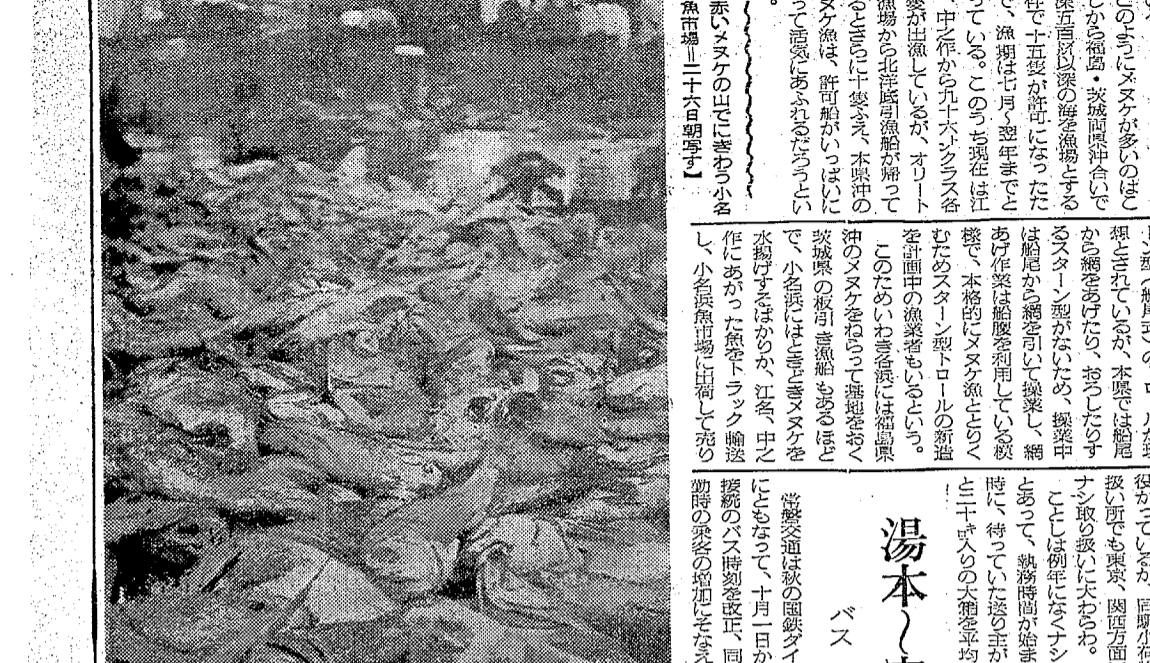 このようにメヌケが多いのはこ
しから福島・茨城両県沖合いで
深五百㍍以深の海を漁場とする
で十五隻が許可になったた
で、漁期は七月～翌年までと
っている。このうち現在は江
、中之作から九十六㌧クラス各
隻が出漁しているが、オリート
漁場から北洋底引漁船が帰って
るとさらに十隻ふえ、本県沖の
ヌケ漁は、許可船がいっぱいに
って活気にあふれるだろうとい
。
赤いメヌケの山でにぎわう小名
魚市場＝二十六日朝写す】
想とされているが、本県では船尾
から網をあげたり、おろしたりす
るスターン型がないため、操業中
は船尾から網を引いて操業し、網
あげ作業は船腹を利用している模
様で、本格的にメヌケ漁ととりく
むためスターン型トロールの新造
を計画中の漁業者もいるという。
このためいわき各浜には福島県
沖のメヌケをねらって基地をおく
茨城県の板引き漁船もあるほど
で、小名浜にはときどきメヌケを
水揚げするばかりか、江名、中之
作にあがった魚をトラック輸送
し、小名浜魚市場に出荷して売り
役かっているが、同駅小荷
扱い所でも東京、関西方面
ナシ取り扱いに大わらわ。
ことしは例年になくナシ
とあって、執務時間が始ま
時に、待っていた送り主が
と二十㌔入りの大箱を平均
湯本～
バス
常磐交通は秋の国鉄ダイ
にともなって、十月一日か
接続のバス時刻を改正、同
勤時の乗客の増加にそなえ